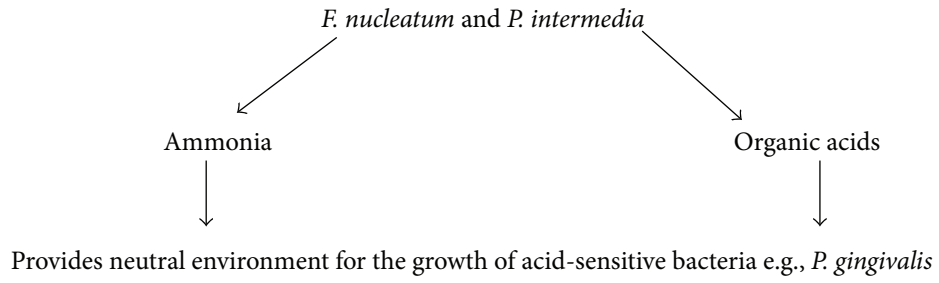 F. nucleatum and P. intermedia
Ammonia
Organic acids
Provides neutral environment for the growth of acid-sensitive bacteria e.g., P. gingivalis